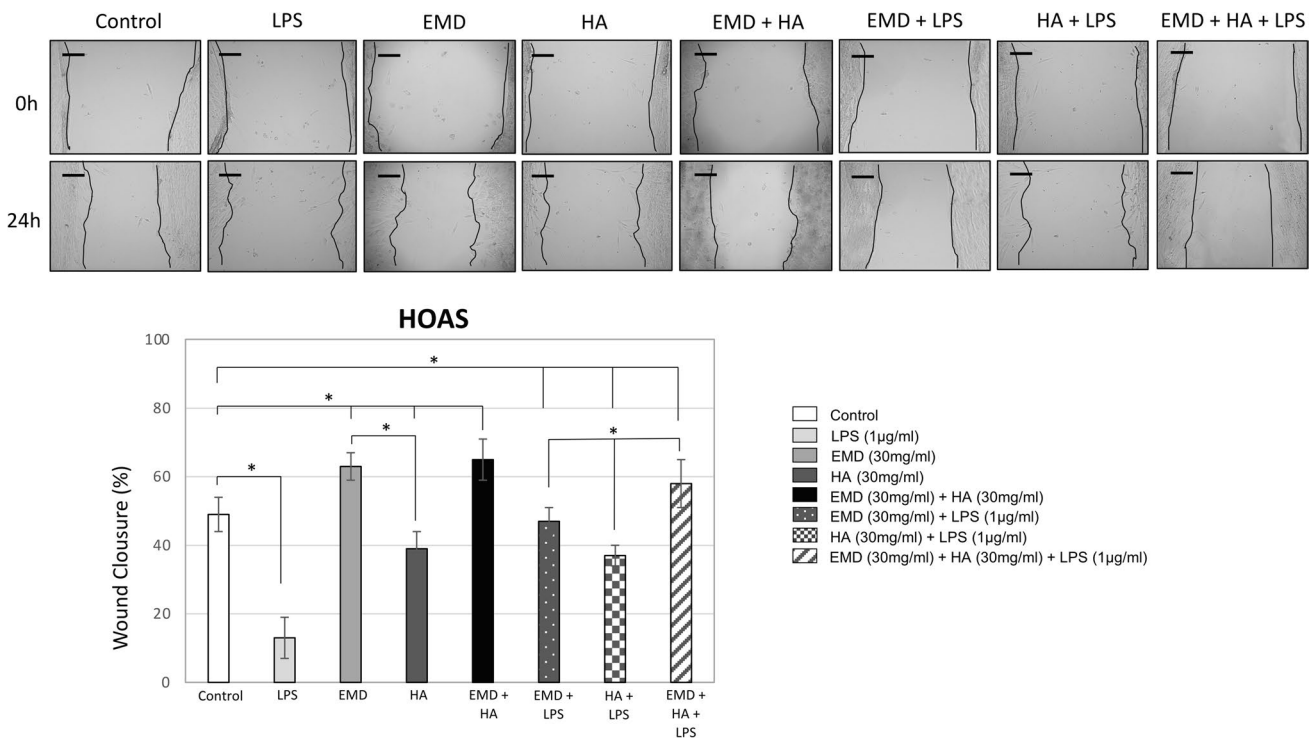 Control LPS EMD HA EMD + HA EMD + LPS HA + LPS EMD + HA + LPS
0h
24h
HOAS
Wound Clousure (%)
100
80
60
40
20
0
*
*
*
*
*
Control LPS EMD HA EMD + HA EMD + LPS HA + LPS EMD + HA + LPS
Control
LPS (1µg/ml)
EMD (30mg/ml)
HA (30mg/ml)
EMD (30mg/ml) + HA (30mg/ml)
EMD (30mg/ml) + LPS (1µg/ml)
HA (30mg/ml) + LPS (1µg/ml)
EMD (30mg/ml) + HA (30mg/ml) + LPS (1µg/ml)